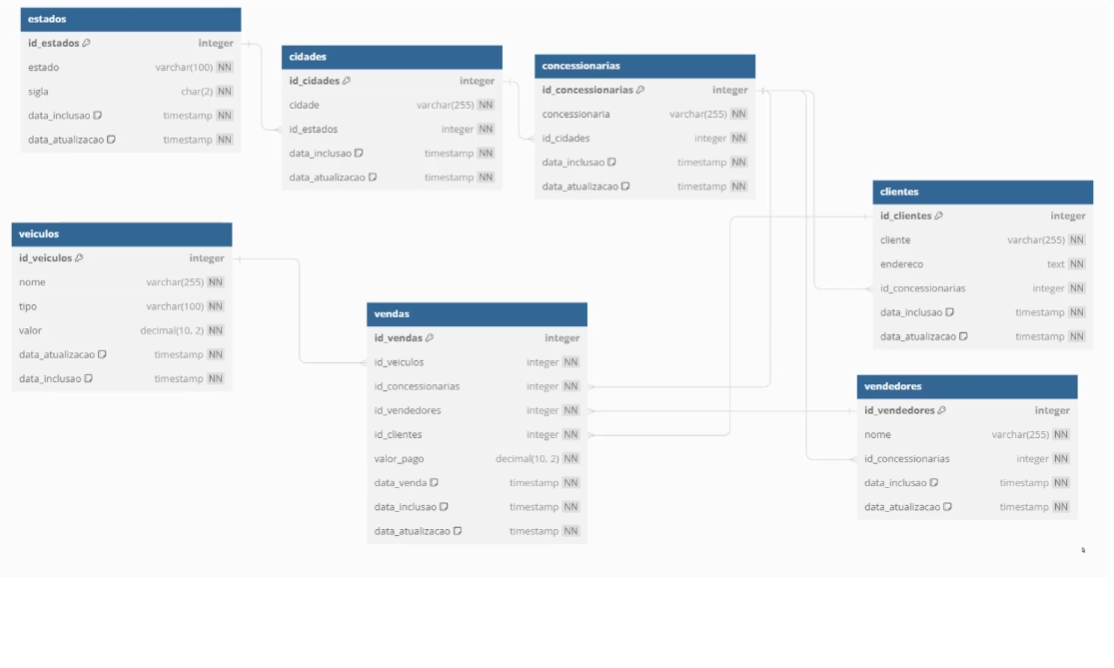 estados
id_estados integer
estado varchar(100) NN
sigla char(2) NN
data_inclusao timestamp NN
data_atualizacao timestamp NN
cidades
id_cidades integer
cidade varchar(255) NN
id_estados integer NN
data_inclusao timestamp NN
data_atualizacao timestamp NN
concessionarias
id_concessionarias integer
concessionaria varchar(255) NN
id_cidades integer NN
data_inclusao timestamp NN
data_atualizacao timestamp NN
clientes
id_clientes integer
cliente varchar(255) NN
endereco text NN
id_concessionarias integer NN
data_inclusao timestamp NN
data_atualizacao timestamp NN
veiculos
id_veiculos integer
nome varchar(255) NN
tipo varchar(100) NN
valor decimal(10, 2) NN
data_atualizacao timestamp NN
data_inclusao timestamp NN
vendas
id_vendas integer
id_veiculos integer NN
id_concessionarias integer NN
id_vendedores integer NN
id_clientes integer NN
valor_pago decimal(10, 2) NN
data_venda timestamp NN
data_inclusao timestamp NN
data_atualizacao timestamp NN
vendedores
id_vendedores integer
nome varchar(255) NN
id_concessionarias integer NN
data_inclusao timestamp NN
data_atualizacao timestamp NN